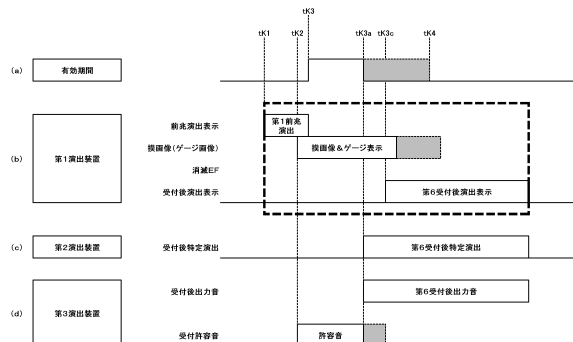 tK3
tK1
tK2
tK3a
tK3c
tK4
(a)
有効期間
(b)
第1演出装置
前兆演出表示
第1前兆
演出
操画像(ゲージ画像)
操画像&ゲージ表示
消滅EF
受付後演出表示
第6受付後演出表示
(c)
第2演出装置
受付後特定演出
第6受付後特定演出
(d)
第3演出装置
受付後出力音
第6受付後出力音
受付許容音
許容音